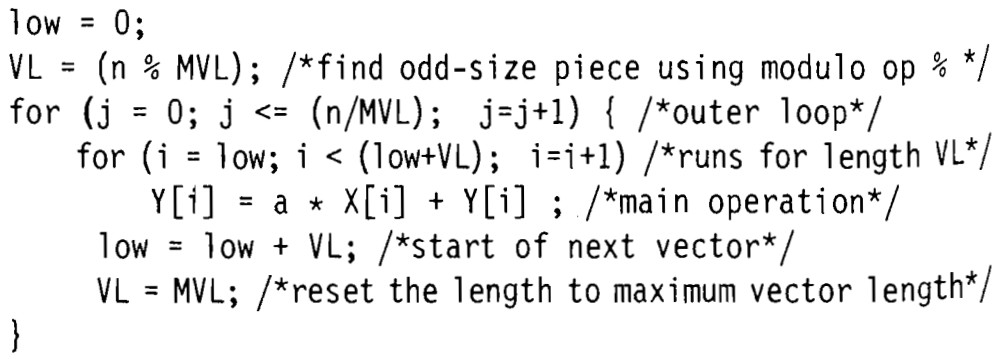 low = 0;
VL = (n % MVL); /*find odd-size piece using modulo op % */
for (j = 0; j <= (n/MVL); j=j+1) { /*outer loop*/
for (i = low; i < (low+VL); i=i+1) /*runs for length VL*/
Y[i] = a * X[i] + Y[i] ; /*main operation*/
low = low + VL; /*start of next vector*/
VL = MVL; /*reset the length to maximum vector length*/
}